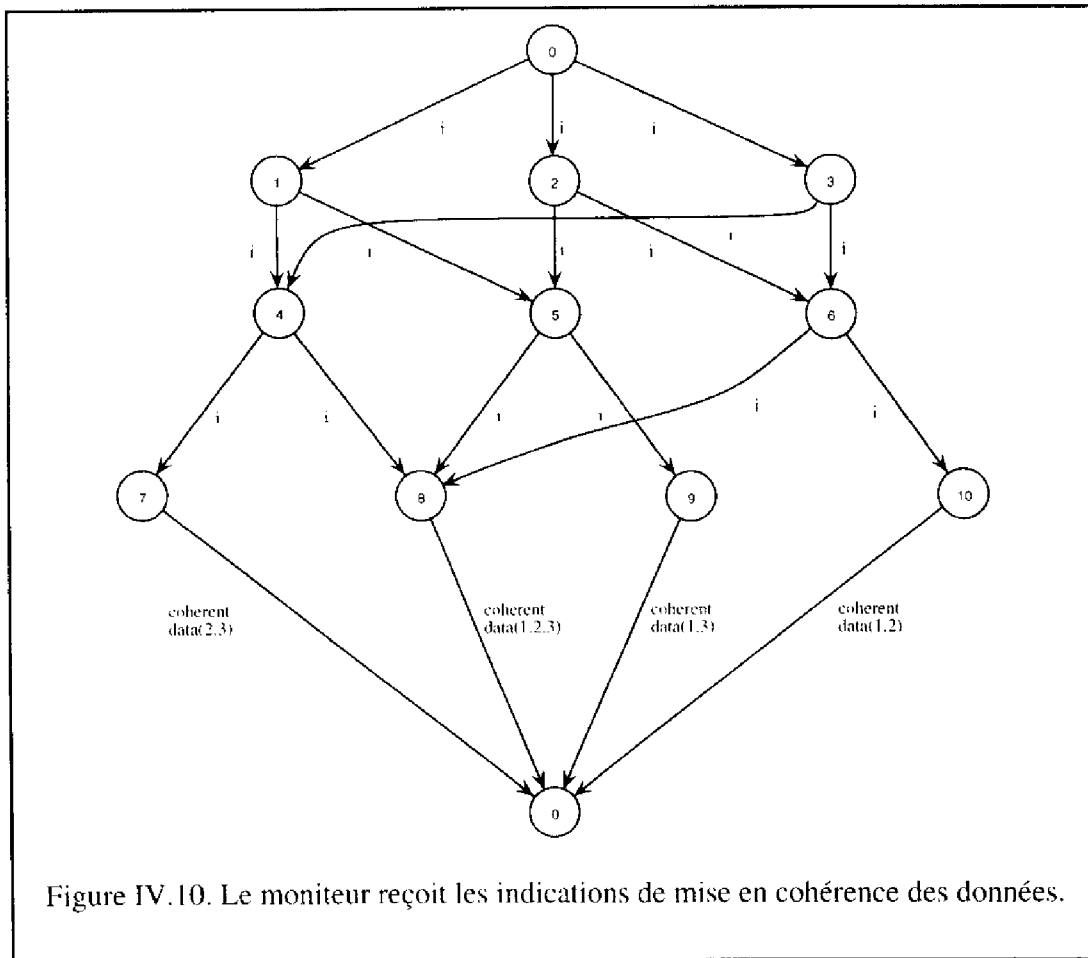 0
i i i
1 2 3
i ı ı i ı i
4 5 6
i i ı ı i i
7 8 9 10
coherent
data(2.3)
coherent
data(1.2.3)
coherent
data(1.3)
coherent
data(1.2)
0
Figure IV.10. Le moniteur reçoit les indications de mise en cohérence des données.